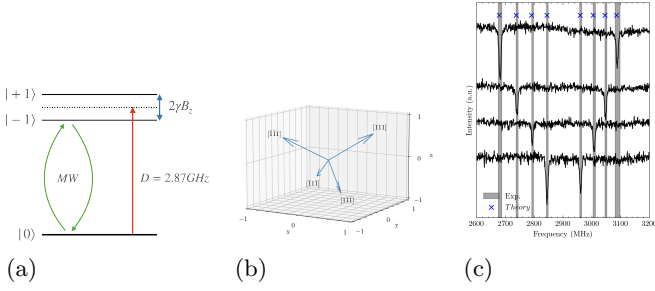 |+1⟩
|−1⟩
2γB_z
MW
D = 2.87GHz
|0⟩
(a)
[1̄1̄1]
[111]
[1̄11̄]
[11̄1̄]
1
0
−1
z
−1
0
1
x
−1
0
1
y
(b)
Intensity (a.u.)
Exp
Theory
2600 2700 2800 2900 3000 3100 3200
Frequency (MHz)
(c)